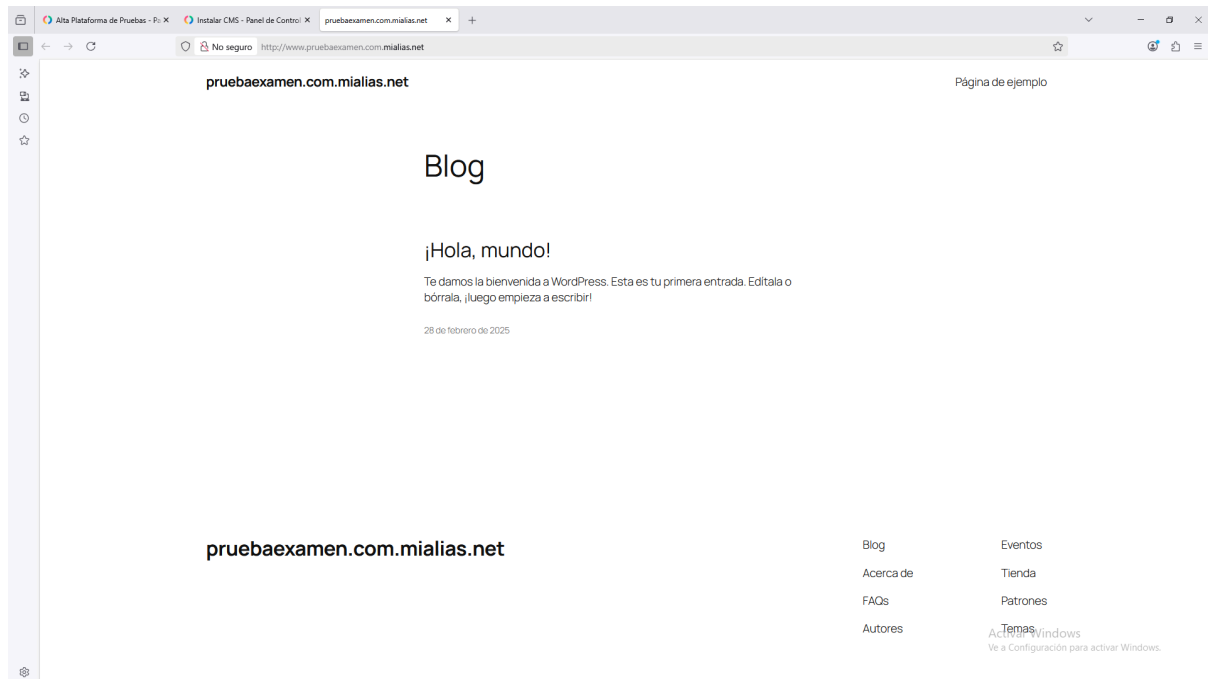 Alta Plataforma de Pruebas - P
Instalar CMS - Panel de Control
pruebaexamen.com.mialias.net
No seguro
http://www.pruebaexamen.com.mialias.net
pruebaexamen.com.mialias.net
Página de ejemplo
Blog
¡Hola, mundo!
Te damos la bienvenida a WordPress. Esta es tu primera entrada. Edítala o
bórrala, ¡luego empieza a escribir!
28 de febrero de 2025
pruebaexamen.com.mialias.net
Blog
Eventos
Acerca de
Tienda
FAQs
Patrones
Autores
Temas
Activar Windows
Ve a Configuración para activar Windows.